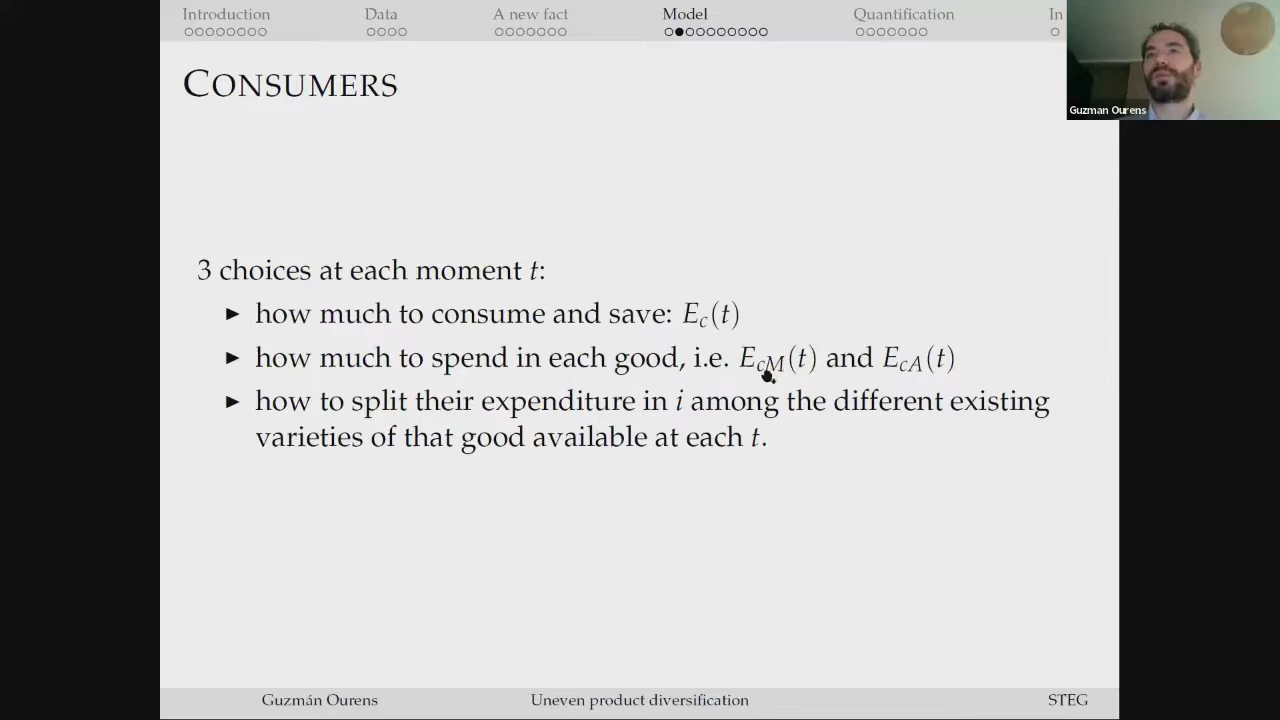 Introduction Data A new fact Model Quantification In
Guzman Ourens
CONSUMERS
3 choices at each moment t:
▶ how much to consume and save: E_c(t)
▶ how much to spend in each good, i.e. E_cM(t) and E_cA(t)
▶ how to split their expenditure in i among the different existing
varieties of that good available at each t.
Guzmán Ourens Uneven product diversification STEG